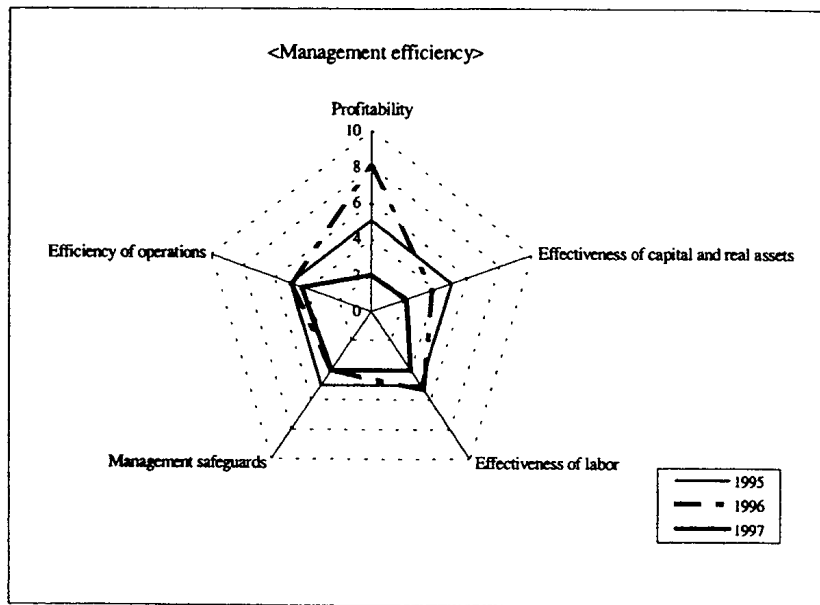 <Management efficiency>
Profitability
10
8
6
4
2
0
Efficiency of operations
Effectiveness of capital and real assets
Management safeguards
Effectiveness of labor
1995
1996
1997